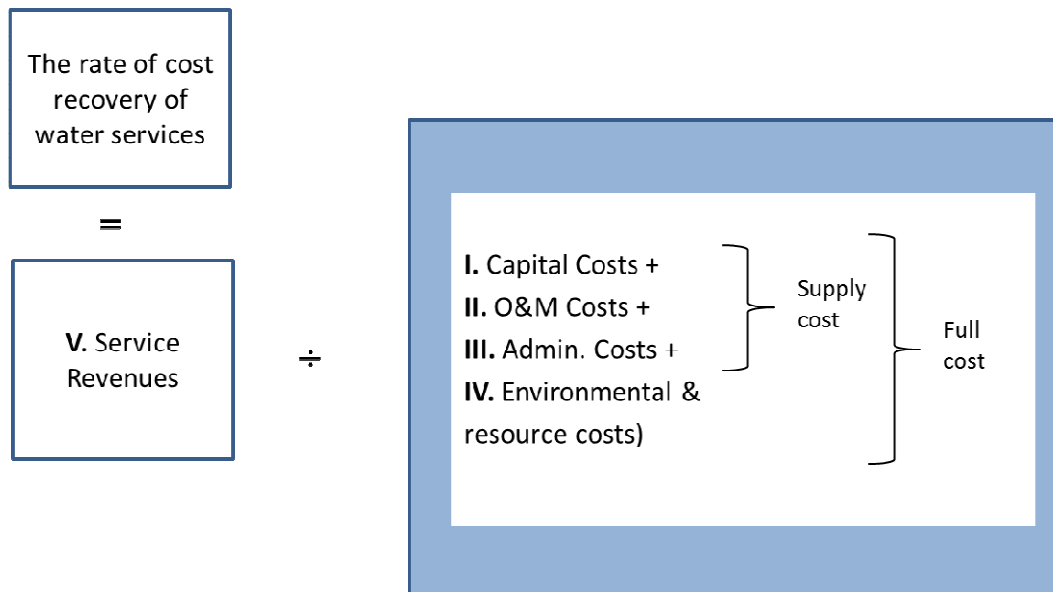 The rate of cost
recovery of
water services
=
V. Service
Revenues
÷
I. Capital Costs +
II. O&M Costs +
III. Admin. Costs +
IV. Environmental &
resource costs)
Supply
cost
Full
cost